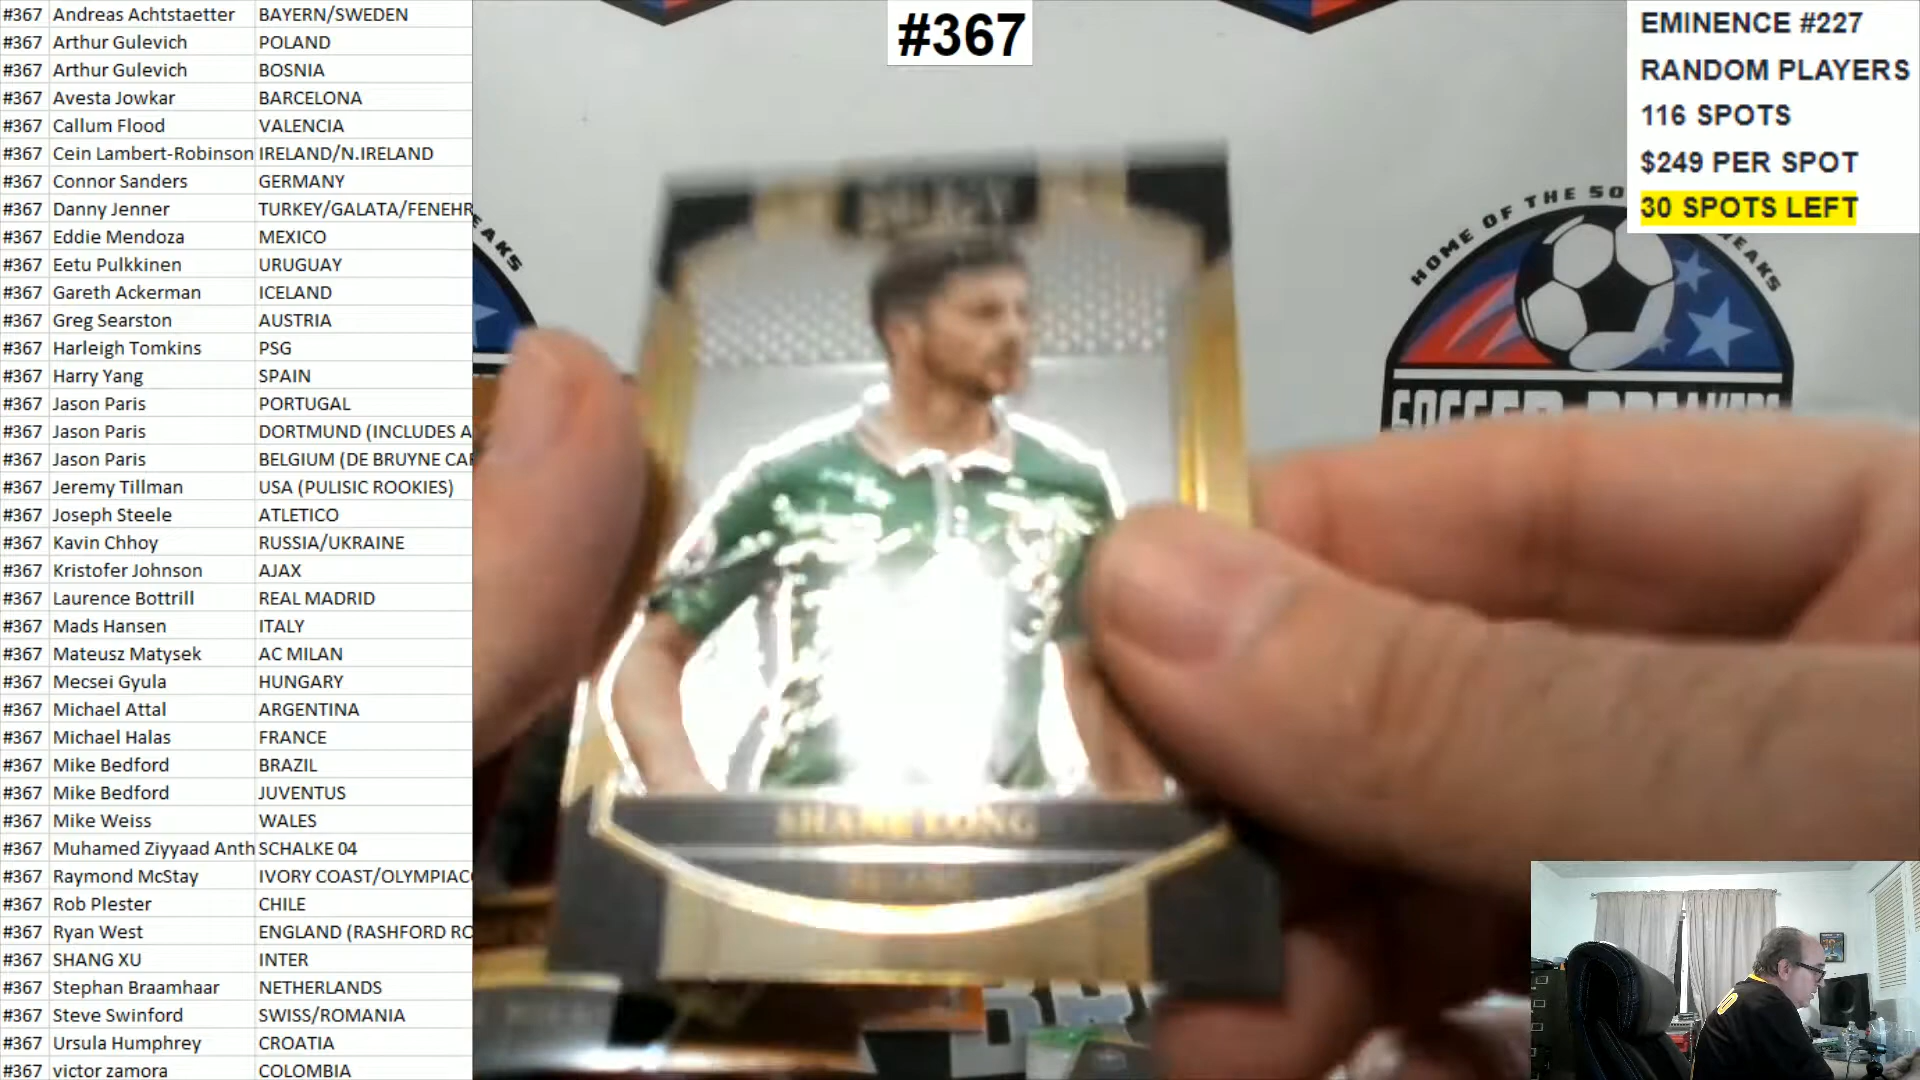 #367 Andreas Achtstaetter BAYERN/SWEDEN
#367 Arthur Gulevich POLAND
#367 Arthur Gulevich BOSNIA
#367 Avesta Jowkar BARCELONA
#367 Callum Flood VALENCIA
#367 Cein Lambert-Robinson IRELAND/N.IRELAND
#367 Connor Sanders GERMANY
#367 Danny Jenner TURKEY/GALATA/FENEHR
#367 Eddie Mendoza MEXICO
#367 Eetu Pulkkinen URUGUAY
#367 Gareth Ackerman ICELAND
#367 Greg Searston AUSTRIA
#367 Harleigh Tomkins PSG
#367 Harry Yang SPAIN
#367 Jason Paris PORTUGAL
#367 Jason Paris DORTMUND (INCLUDES A
#367 Jason Paris BELGIUM (DE BRUYNE CAR
#367 Jeremy Tillman USA (PULISIC ROOKIES)
#367 Joseph Steele ATLETICO
#367 Kavin Chhoy RUSSIA/UKRAINE
#367 Kristofer Johnson AJAX
#367 Laurence Bottrill REAL MADRID
#367 Mads Hansen ITALY
#367 Mateusz Matysek AC MILAN
#367 Mecsei Gyula HUNGARY
#367 Michael Attal ARGENTINA
#367 Michael Halas FRANCE
#367 Mike Bedford BRAZIL
#367 Mike Bedford JUVENTUS
#367 Mike Weiss WALES
#367 Muhamed Ziyyaad Anth SCHALKE 04
#367 Raymond McStay IVORY COAST/OLYMPIAC
#367 Rob Plester CHILE
#367 Ryan West ENGLAND (RASHFORD RO
#367 SHANG XU INTER
#367 Stephan Braamhaar NETHERLANDS
#367 Steve Swinford SWISS/ROMANIA
#367 Ursula Humphrey CROATIA
#367 victor zamora COLOMBIA
#367
EMINENCE #227
RANDOM PLAYERS
116 SPOTS
$249 PER SPOT
30 SPOTS LEFT
HOME OF THE SO
EAKS
EAKS
SOCCER BREAKERS
SHANE LONG